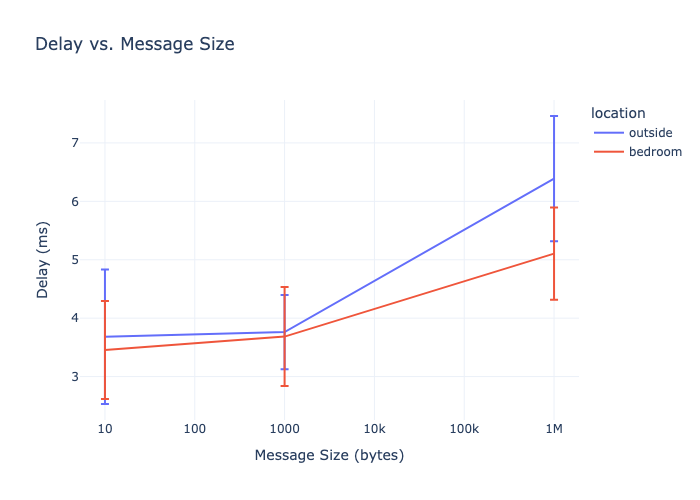 Delay vs. Message Size
location
outside
bedroom
7
6
5
4
3
Delay (ms)
10
100
1000
10k
100k
1M
Message Size (bytes)